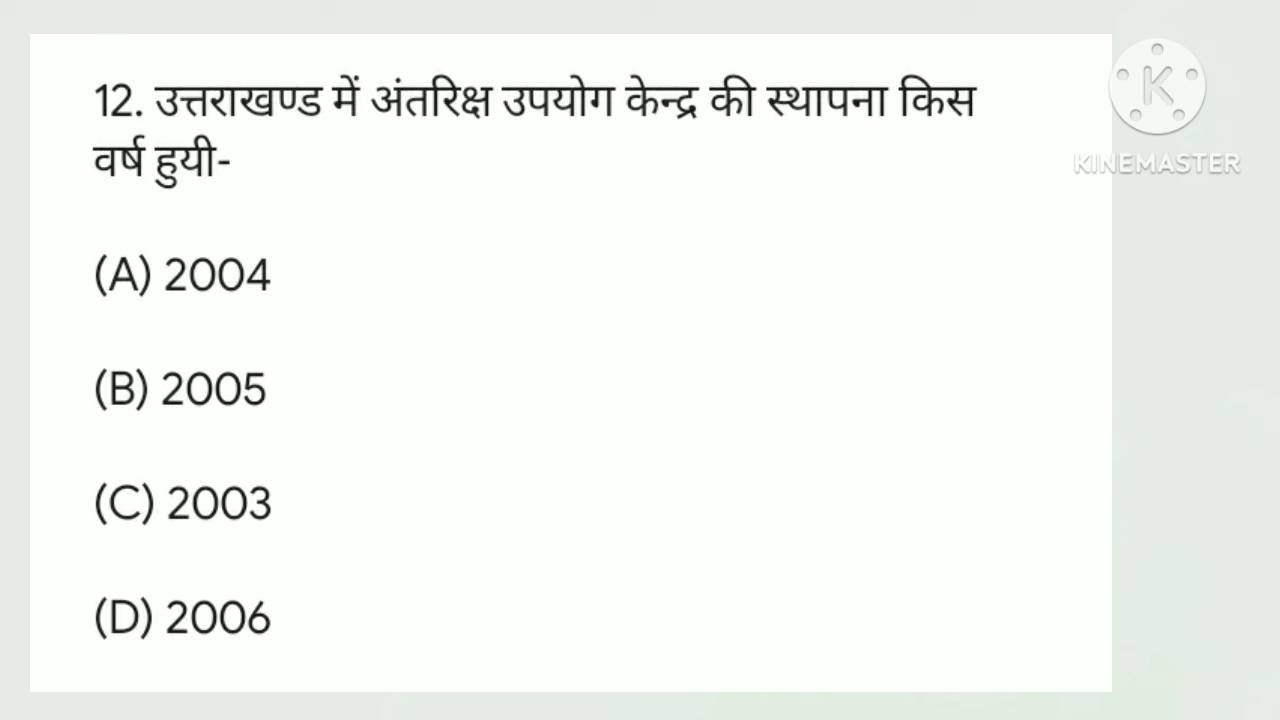 12. उत्तराखण्ड में अंतरिक्ष उपयोग केन्द्र की स्थापना किस
वर्ष हुयी-
(A) 2004
(B) 2005
(C) 2003
(D) 2006
K
KINEMASTER